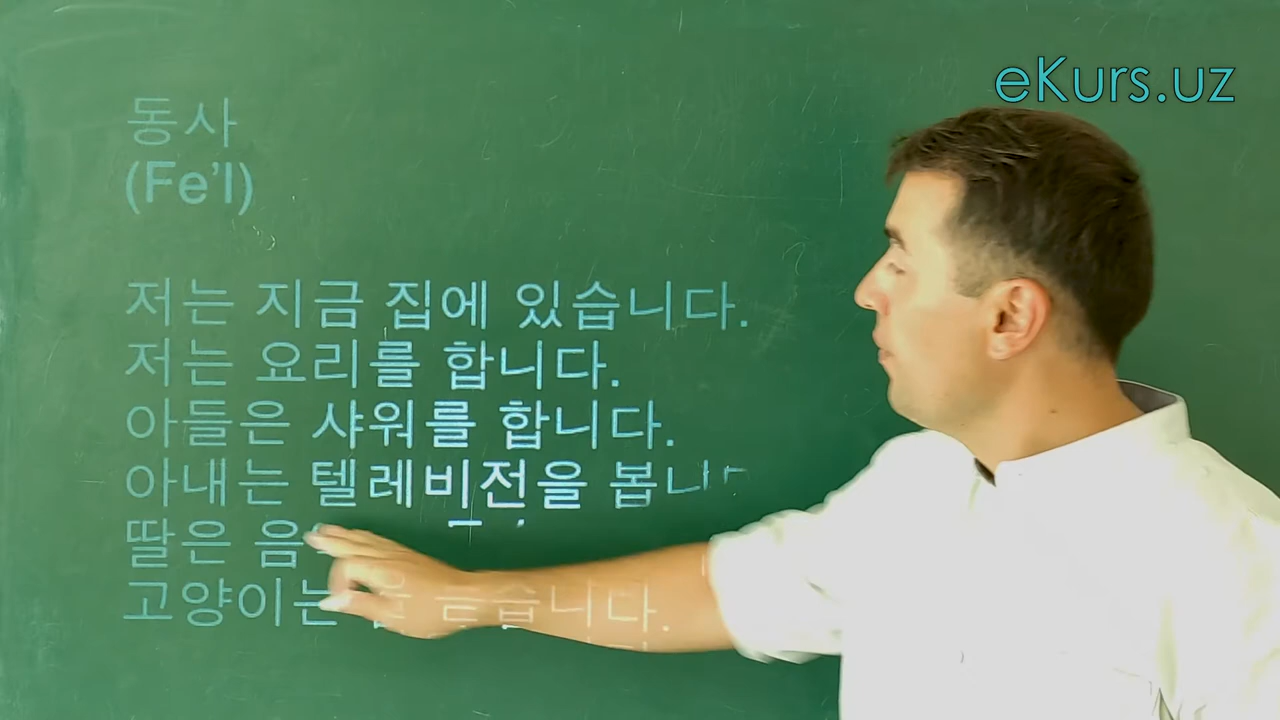 eKurs.uz
동사
(Fe'l)
저는 지금 집에 있습니다.
저는 요리를 합니다.
아들은 샤워를 합니다.
아내는 텔레비전을 봅니다
딸은 음
고양이는 을 듣습니다.